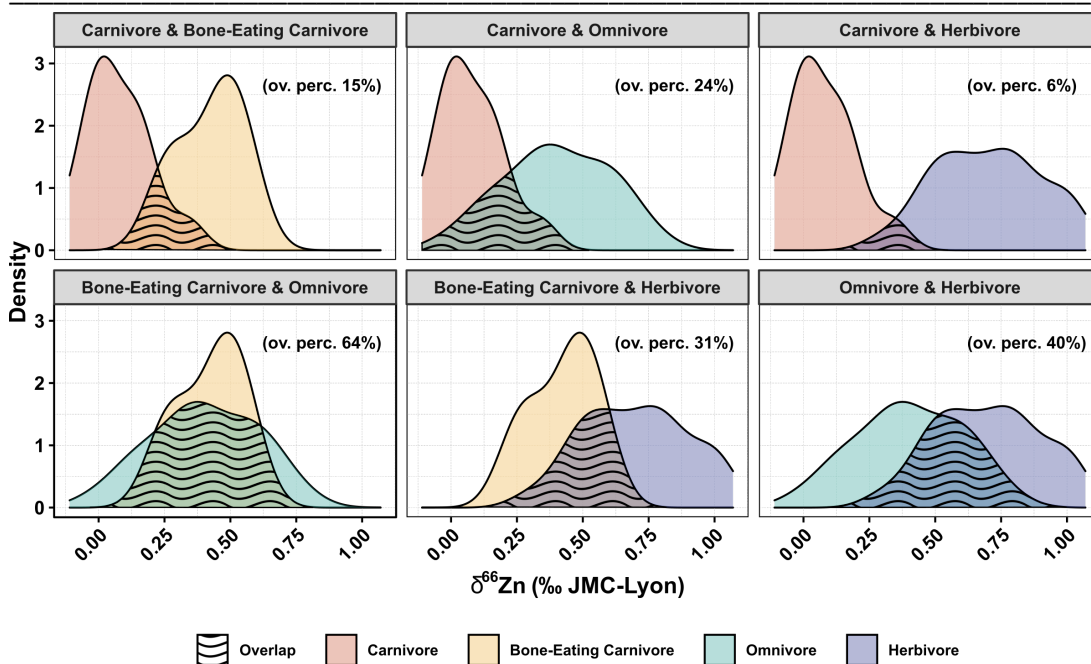 Carnivore & Bone-Eating Carnivore
Carnivore & Omnivore
Carnivore & Herbivore
(ov. perc. 15%)
(ov. perc. 24%)
(ov. perc. 6%)
3
2
1
0
Bone-Eating Carnivore & Omnivore
Bone-Eating Carnivore & Herbivore
Omnivore & Herbivore
(ov. perc. 64%)
(ov. perc. 31%)
(ov. perc. 40%)
3
2
1
0
Density
0.00 0.25 0.50 0.75 1.00
0.00 0.25 0.50 0.75 1.00
0.00 0.25 0.50 0.75 1.00
δ⁶⁶Zn (‰ JMC-Lyon)
Overlap Carnivore Bone-Eating Carnivore Omnivore Herbivore